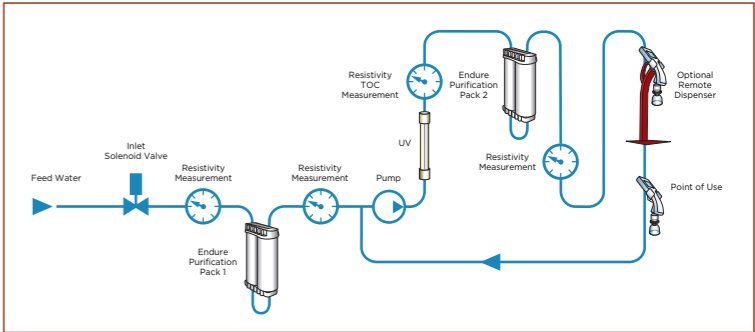 Feed Water
Inlet
Solenoid Valve
Resistivity
Measurement
Endure
Purification
Pack 1
Resistivity
Measurement
Pump
UV
Resistivity
TOC
Measurement
Endure
Purification
Pack 2
Resistivity
Measurement
Optional
Remote
Dispenser
Point of Use